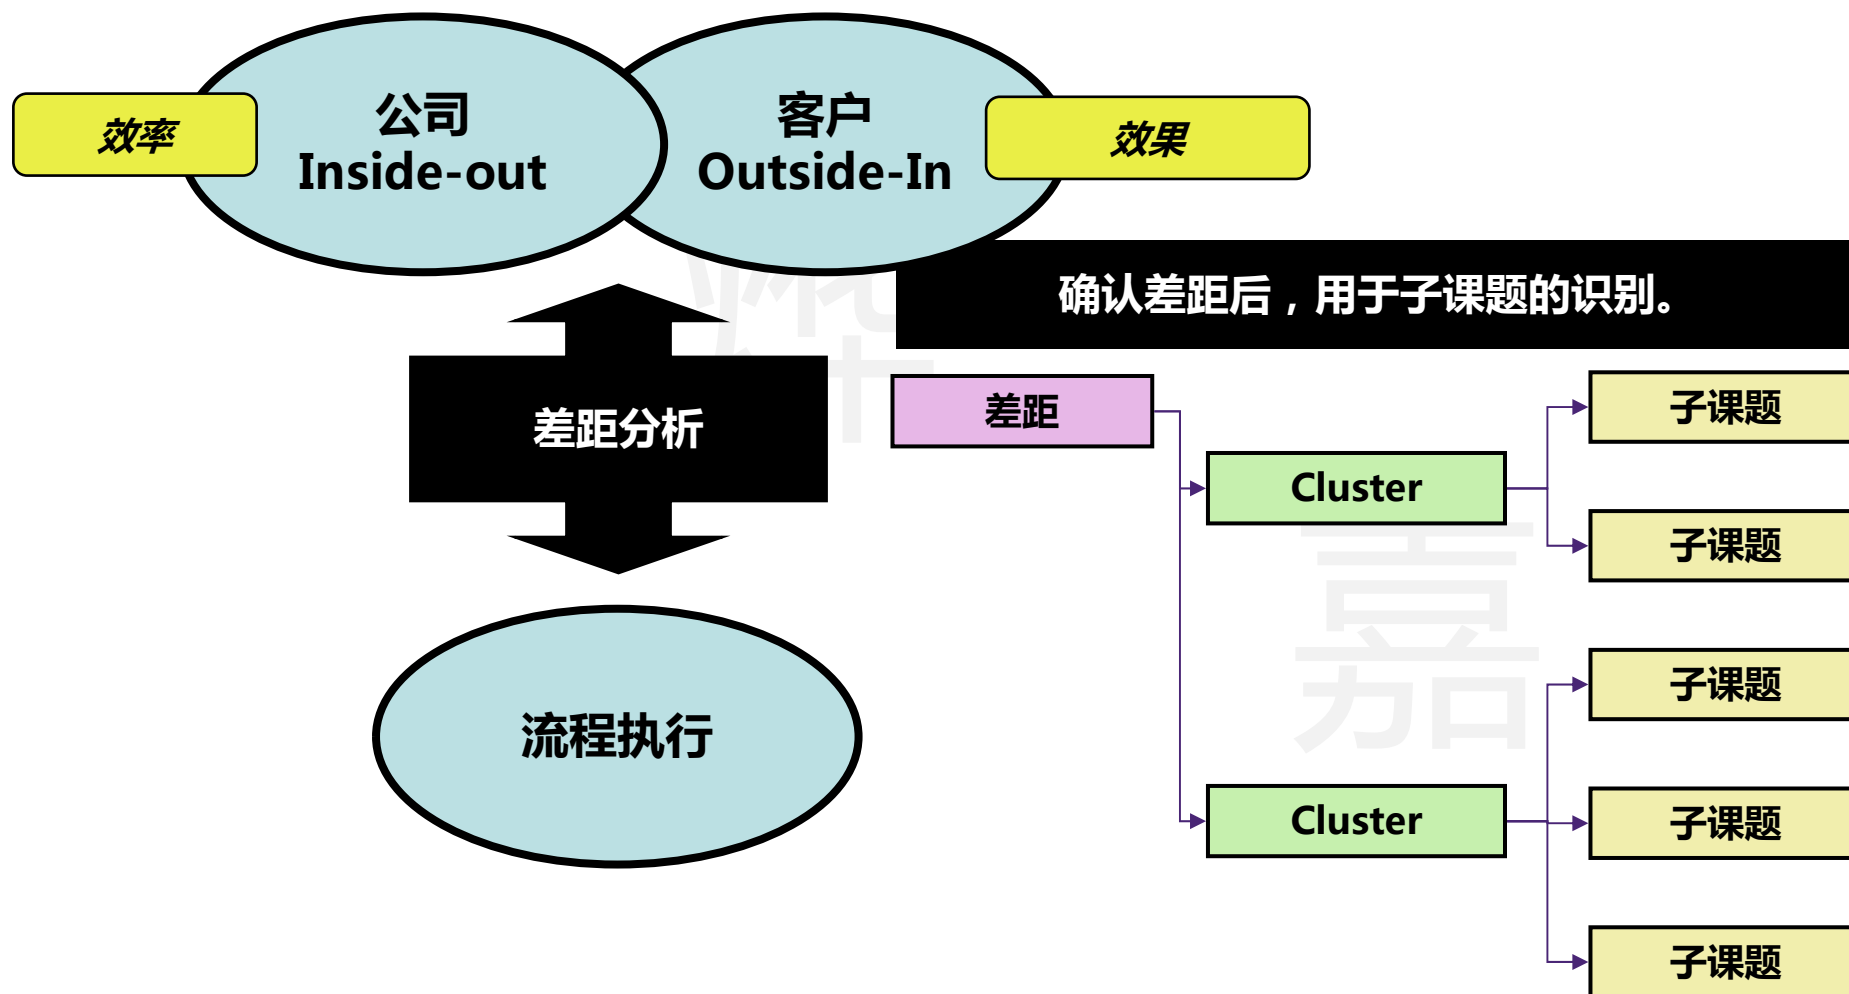 效率
公司
Inside-out
客户
Outside-In
效果
确认差距后，用于子课题的识别。
差距分析
流程执行
差距
Cluster
Cluster
子课题
子课题
子课题
子课题
子课题
烨
嘉